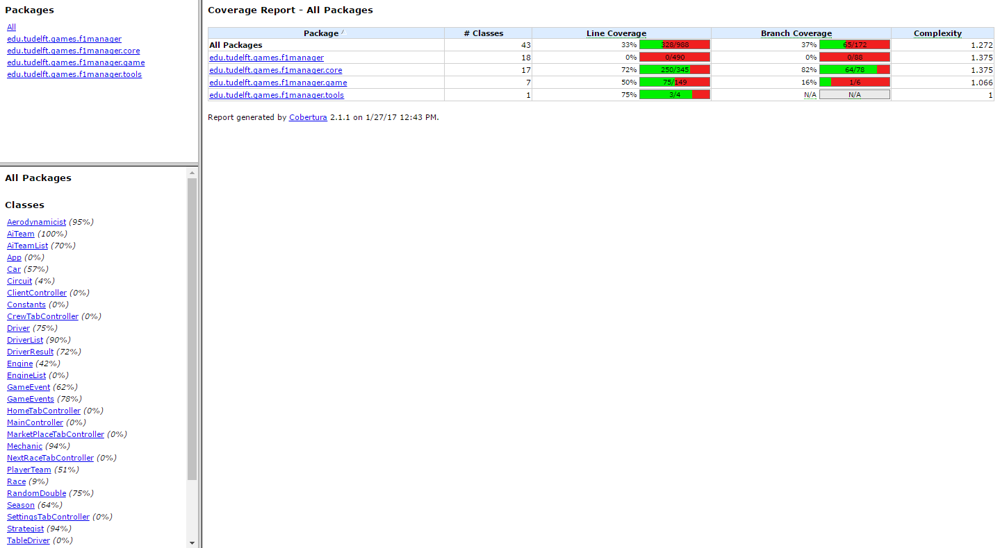 Packages
All
edu.tudelft.games.f1manager
edu.tudelft.games.f1manager.core
edu.tudelft.games.f1manager.game
edu.tudelft.games.f1manager.tools
All Packages
Classes
Aerodynamicist (95%)
AiTeam (100%)
AiTeamList (70%)
App (0%)
Car (57%)
Circuit (4%)
ClientController (0%)
Constants (0%)
CrewTabController (0%)
Driver (75%)
DriverList (90%)
DriverResult (72%)
Engine (42%)
EngineList (0%)
GameEvent (62%)
GameEvents (78%)
HomeTabController (0%)
MainController (0%)
MarketPlaceTabController (0%)
Mechanic (94%)
NextRaceTabController (0%)
PlayerTeam (51%)
Race (9%)
RandomDouble (75%)
Season (64%)
SettingsTabController (0%)
Strategist (94%)
TableDriver (0%)
Coverage Report - All Packages
Package # Classes Line Coverage Branch Coverage Complexity
All Packages 43 33% 328/988 37% 65/172 1.272
edu.tudelft.games.f1manager 18 0% 0/490 0% 0/88 1.375
edu.tudelft.games.f1manager.core 17 72% 250/345 82% 64/78 1.375
edu.tudelft.games.f1manager.game 7 50% 75/149 16% 1/6 1.066
edu.tudelft.games.f1manager.tools 1 75% 3/4 N/A N/A 1
Report generated by Cobertura 2.1.1 on 1/27/17 12:43 PM.